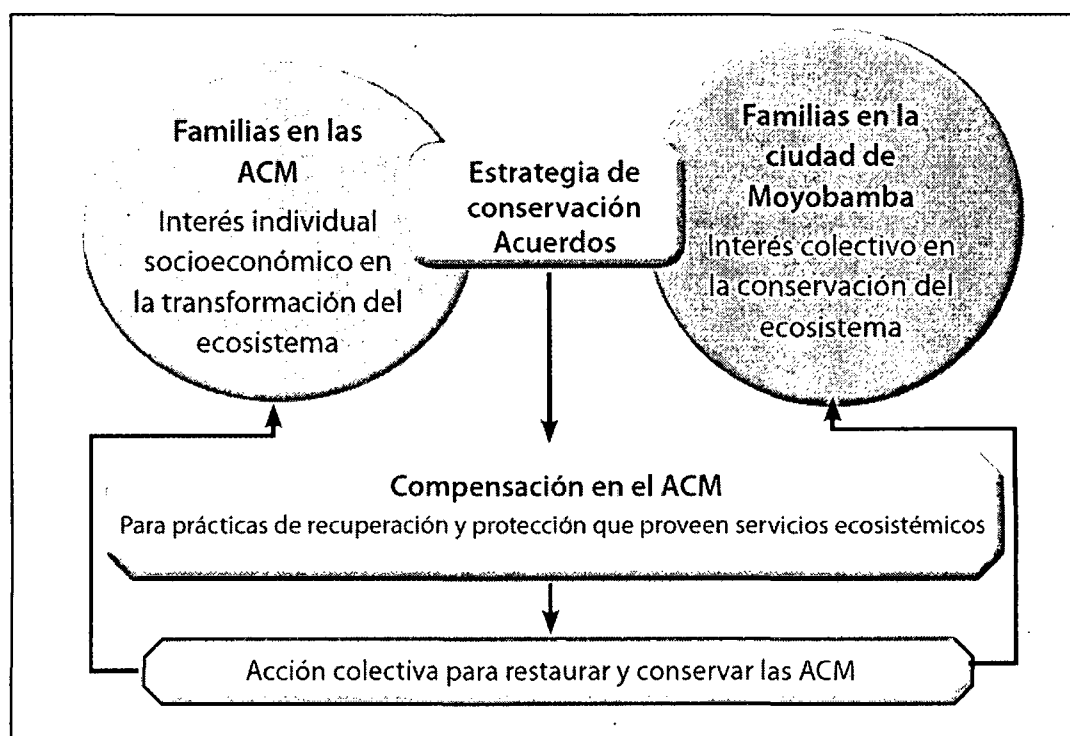 Familias en las
ACM
Interés individual
socioeconómico en
la transformación del
ecosistema
Estrategia de
conservación
Acuerdos
Familias en la
ciudad de
Moyobamba
Interés colectivo en
la conservación del
ecosistema
Compensación en el ACM
Para prácticas de recuperación y protección que proveen servicios ecosistémicos
Acción colectiva para restaurar y conservar las ACM